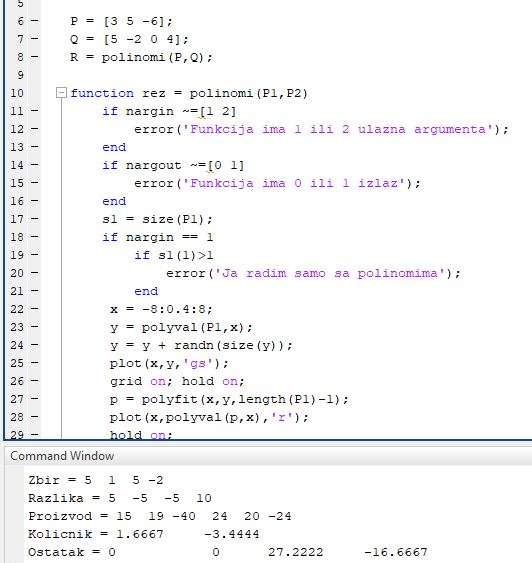 5
6 - P = [3 5 -6];
7 - Q = [5 -2 0 4];
8 - R = polinomi(P,Q);
9
10 function rez = polinomi(P1,P2)
11 - if nargin ~=[1 2]
12 - error('Funkcija ima 1 ili 2 ulazna argumenta');
13 - end
14 - if nargout ~=[0 1]
15 - error('Funkcija ima 0 ili 1 izlaz');
16 - end
17 - s1 = size(P1);
18 - if nargin == 1
19 - if s1(1)>1
20 - error('Ja radim samo sa polinomima');
21 - end
22 - x = -8:0.4:8;
23 - y = polyval(P1,x);
24 - y = y + randn(size(y));
25 - plot(x,y,'gs');
26 - grid on; hold on;
27 - p = polyfit(x,y,length(P1)-1);
28 - plot(x,polyval(p,x),'r');
29 - hold on;
Command Window
Zbir = 5 1 5 -2
Razlika = 5 -5 -5 10
Proizvod = 15 19 -40 24 20 -24
Kolicnik = 1.6667 -3.4444
Ostatak = 0 0 27.2222 -16.6667